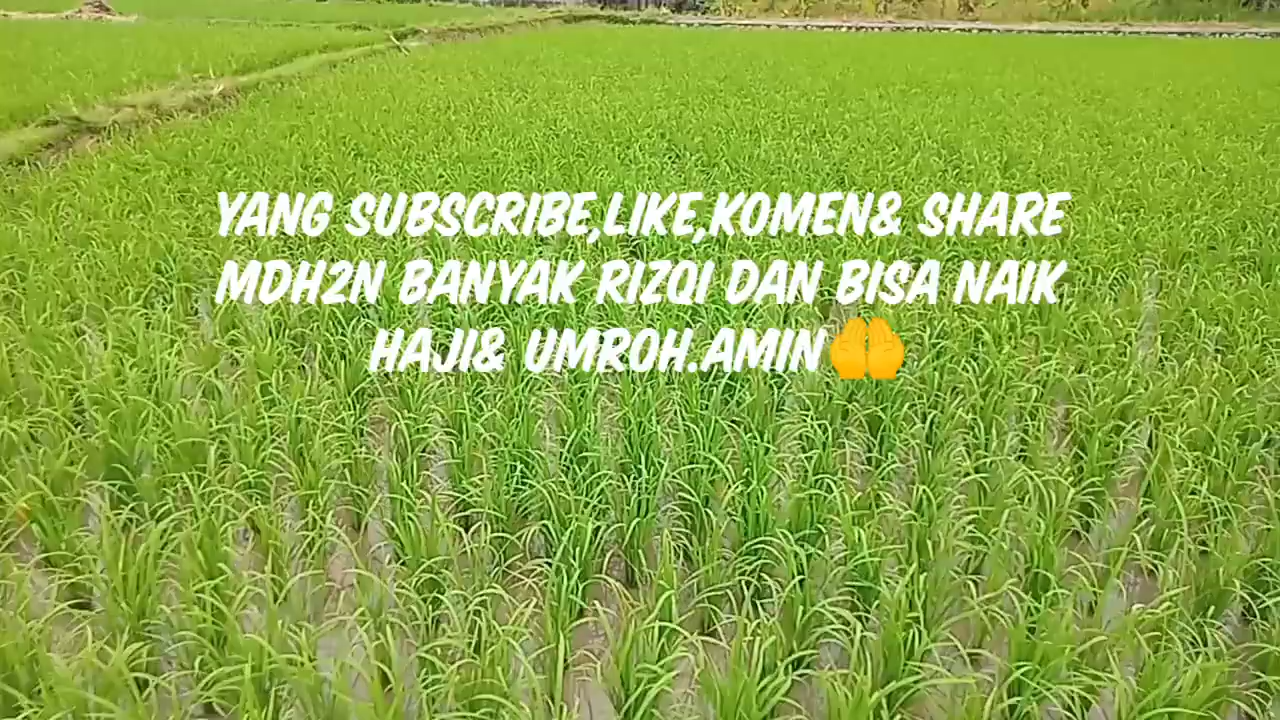 YANG SUBSCRIBE,LIKE,KOMEN& SHARE
MDH2N BANYAK RIZQI DAN BISA NAIK
HAJI& UMROH.AMIN🤲